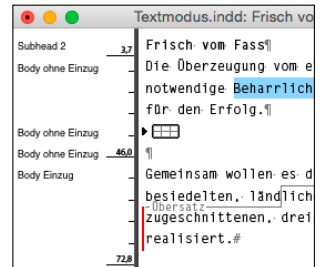 Textmodus.indd: Frisch vo
Subhead 2 3,7 Frisch vom Fass¶
Body ohne Einzug Die Überzeugung vom e
notwendige Beharrlich
für den Erfolg.¶
Body ohne Einzug
Body ohne Einzug 46,0 ¶
Body Einzug Gemeinsam wollen es d
besiedelten, ländlich
Übersatz
zugeschnittenen, drei
realisiert.#
72,8